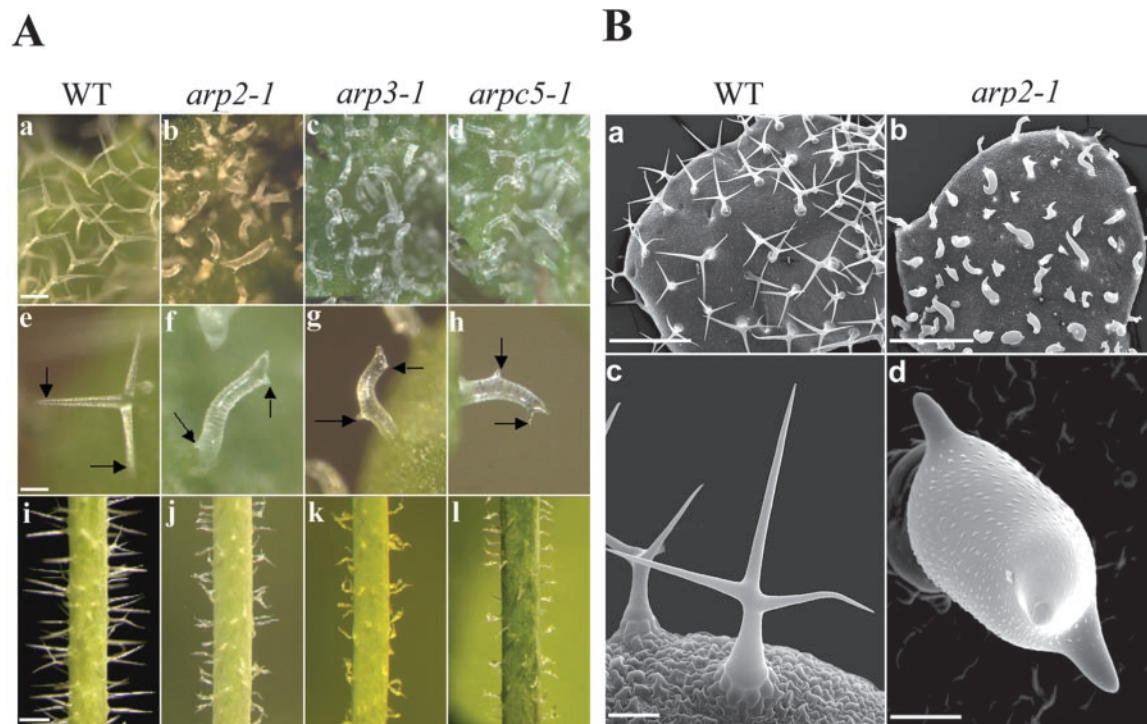 A B
WT arp2-1 arp3-1 arpc5-1 WT arp2-1
a b c d a b
e f g h
c d
i j k l